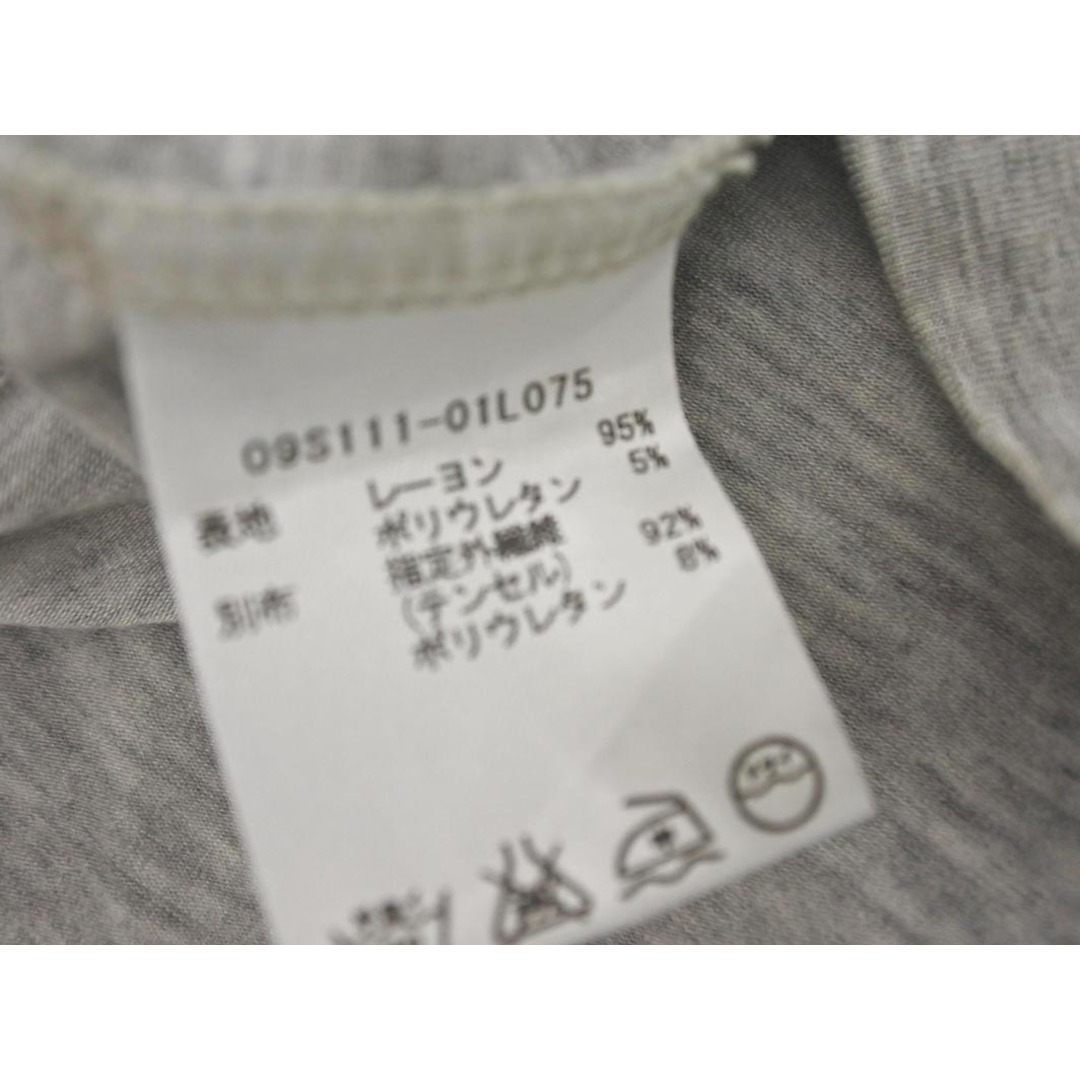 09S111-01L075
表地 レーヨン 95%
ポリウレタン 5%
別布 指定外繊維 92%
(テンセル)
ポリウレタン 8%